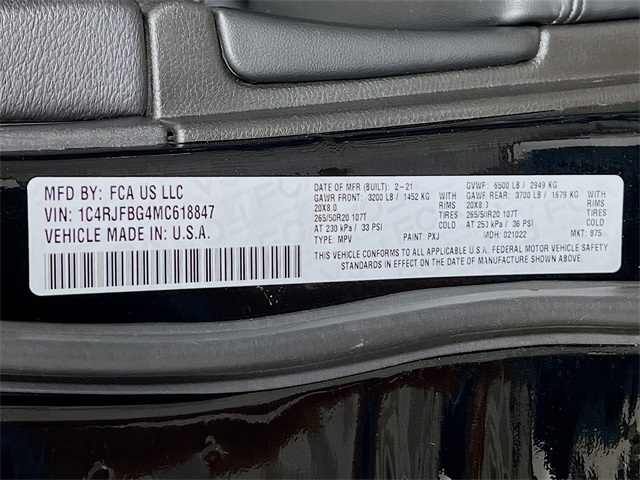 MFD BY: FCA US LLC
VIN: 1C4RJFBG4MC618847
VEHICLE MADE IN: U.S.A.
DATE OF MFR (BUILT) 2-21 GVWF: 6500 LB / 2949 KG
GAWR FRONT: 3200 LB / 1452 KG WITH GAWR REAR: 3700 LB / 1679 KG WITH
20X8.0 RIMS 20X8.0 RIMS
265/50R20 107T TIRES 265/50R20 107T TIRES
AT 230 kPa / 33 PSI COLD AT 250 kPa / 36 PSI COLD
TYPE: MPV PAINT: PXJ MDH: 021022 MKT: 875
THIS VEHICLE CONFORMS TO ALL APPLICABLE U.S.A. FEDERAL MOTOR VEHICLE SAFETY
STANDARDS IN EFFECT ON THE DATE OF MANUFACTURE SHOWN ABOVE.